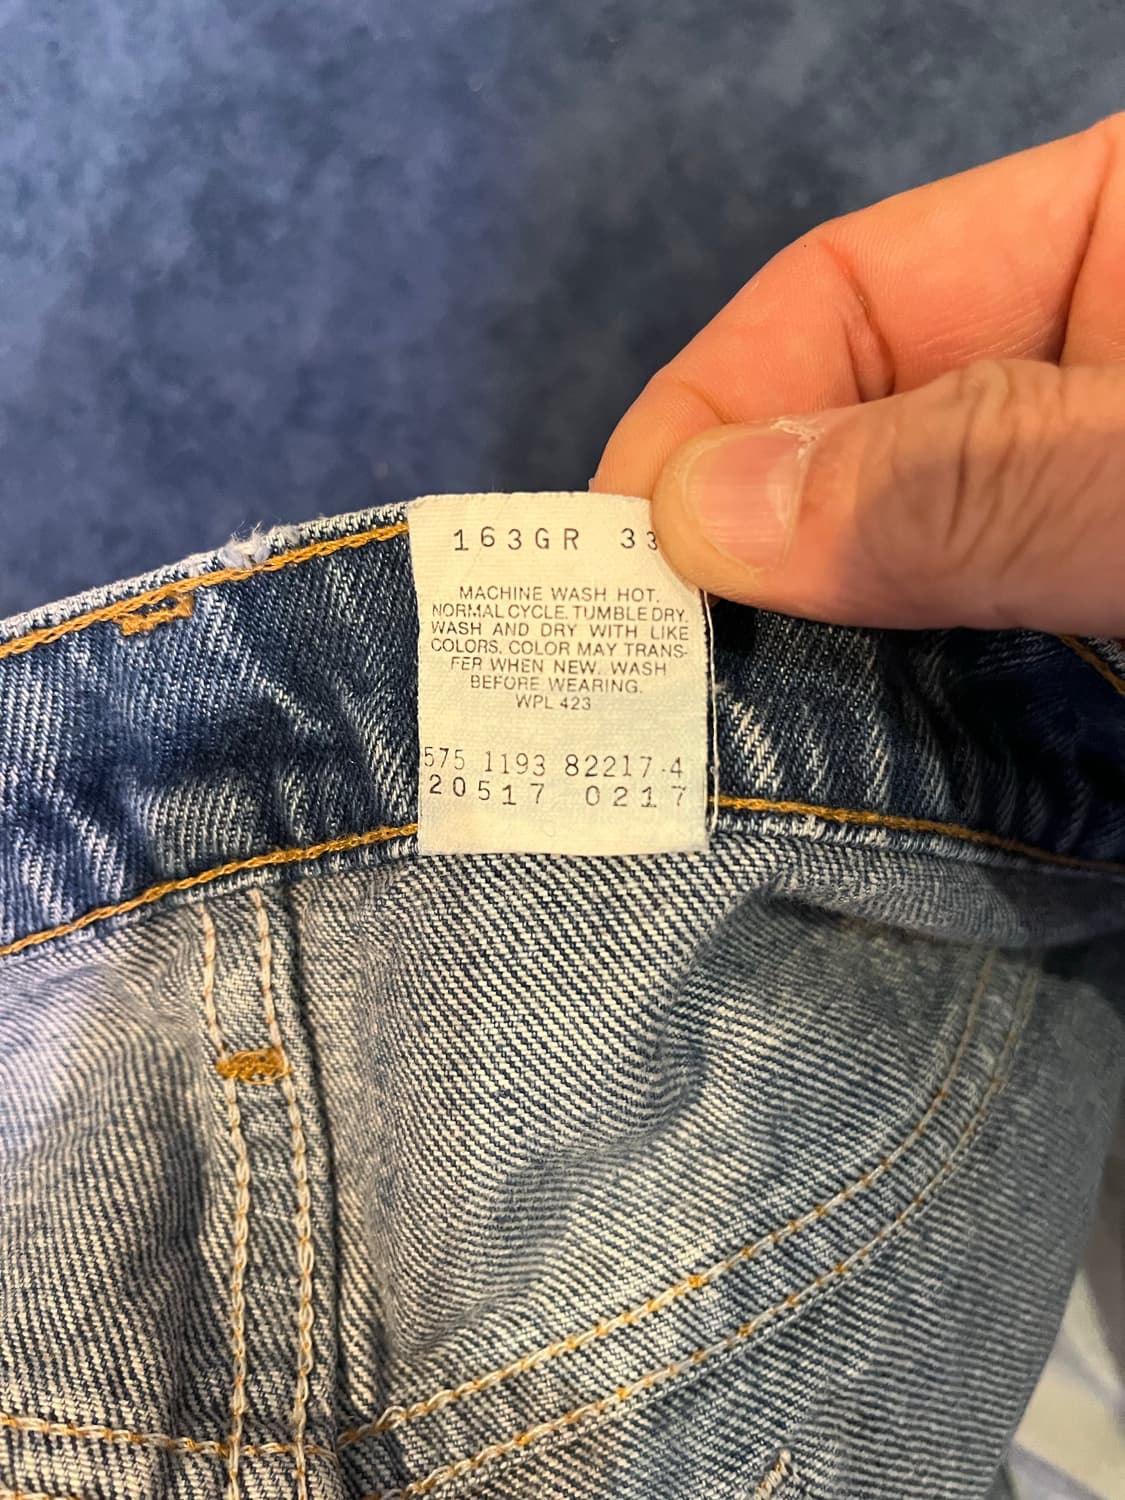 163GR 33
MACHINE WASH HOT.
NORMAL CYCLE. TUMBLE DRY.
WASH AND DRY WITH LIKE
COLORS. COLOR MAY TRANS-
FER WHEN NEW. WASH
BEFORE WEARING.
WPL 423
575 1193 82217-4
20517 0217